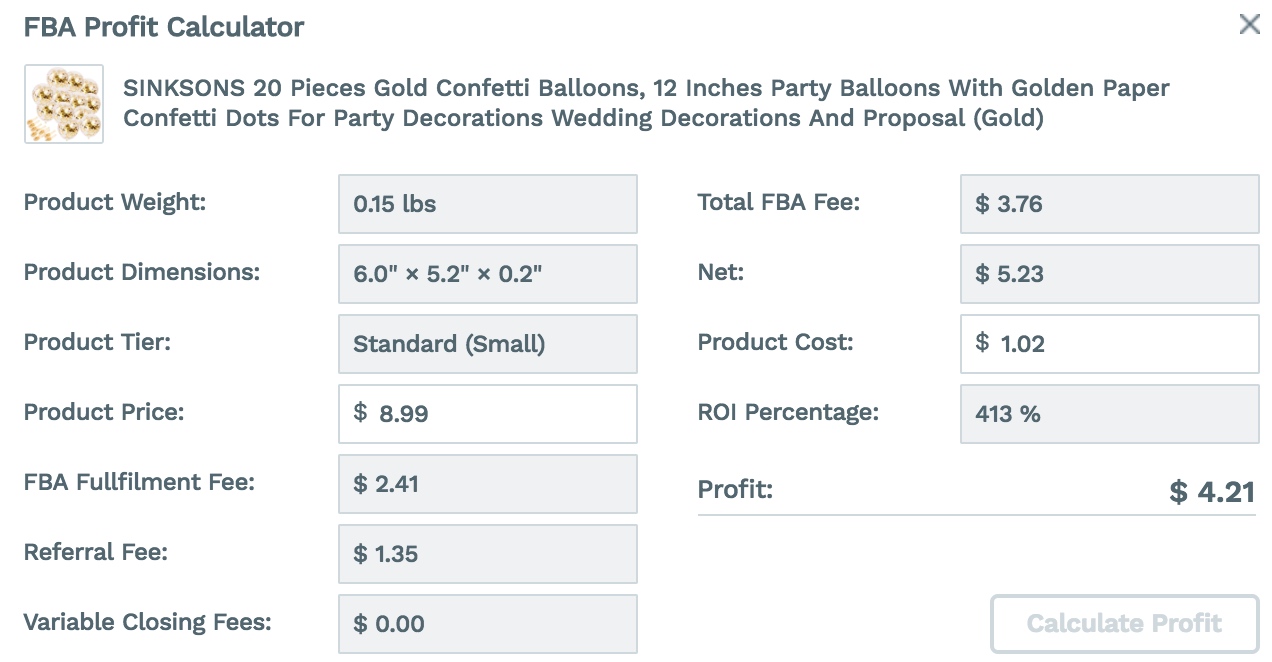 FBA Profit Calculator
SINKSONS 20 Pieces Gold Confetti Balloons, 12 Inches Party Balloons With Golden Paper
Confetti Dots For Party Decorations Wedding Decorations And Proposal (Gold)
Product Weight: 0.15 lbs
Product Dimensions: 6.0" × 5.2" × 0.2"
Product Tier: Standard (Small)
Product Price: $ 8.99
FBA Fullfilment Fee: $ 2.41
Referral Fee: $ 1.35
Variable Closing Fees: $ 0.00
Total FBA Fee: $ 3.76
Net: $ 5.23
Product Cost: $ 1.02
ROI Percentage: 413 %
Profit: $ 4.21
Calculate Profit